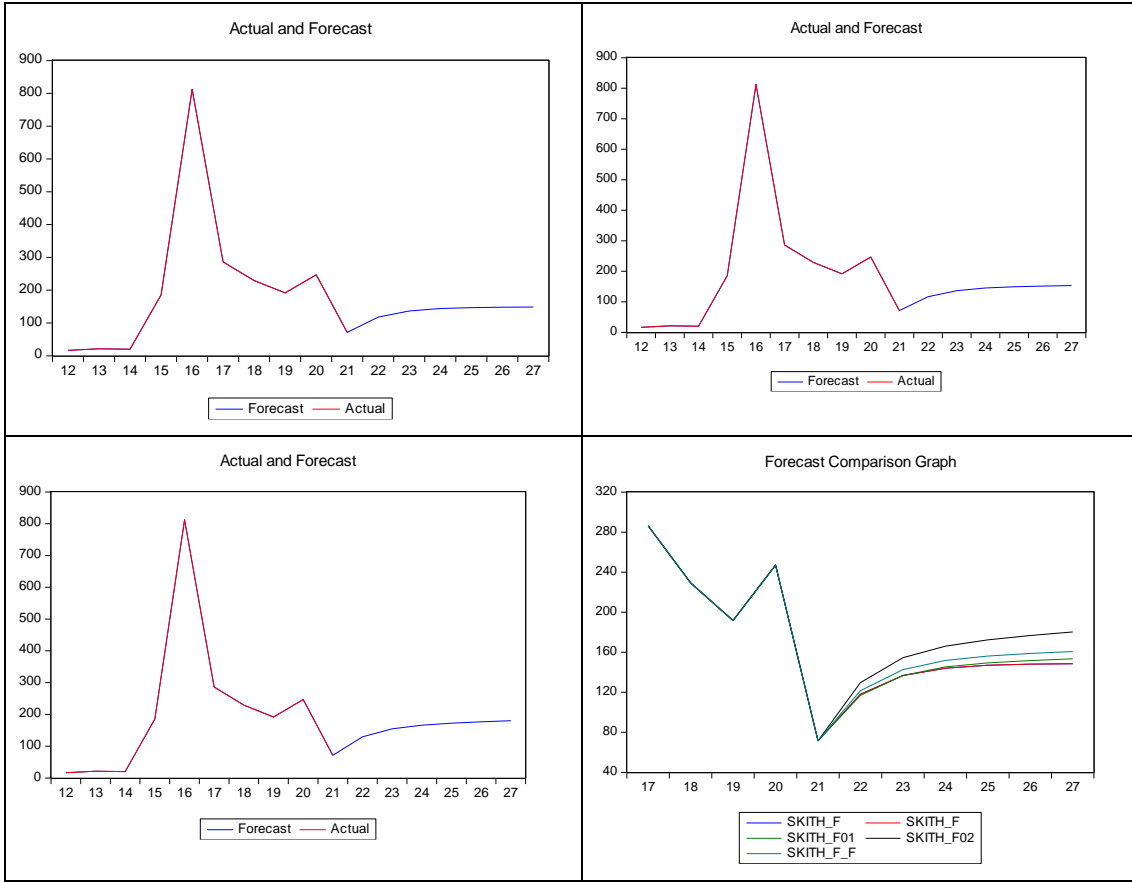 Actual and Forecast
900
800
700
600
500
400
300
200
100
0
12 13 14 15 16 17 18 19 20 21 22 23 24 25 26 27
Forecast Actual
Actual and Forecast
900
800
700
600
500
400
300
200
100
0
12 13 14 15 16 17 18 19 20 21 22 23 24 25 26 27
Forecast Actual
Actual and Forecast
900
800
700
600
500
400
300
200
100
0
12 13 14 15 16 17 18 19 20 21 22 23 24 25 26 27
Forecast Actual
Forecast Comparison Graph
320
280
240
200
160
120
80
40
17 18 19 20 21 22 23 24 25 26 27
SKITH_F SKITH_F
SKITH_F01 SKITH_F02
SKITH_F_F